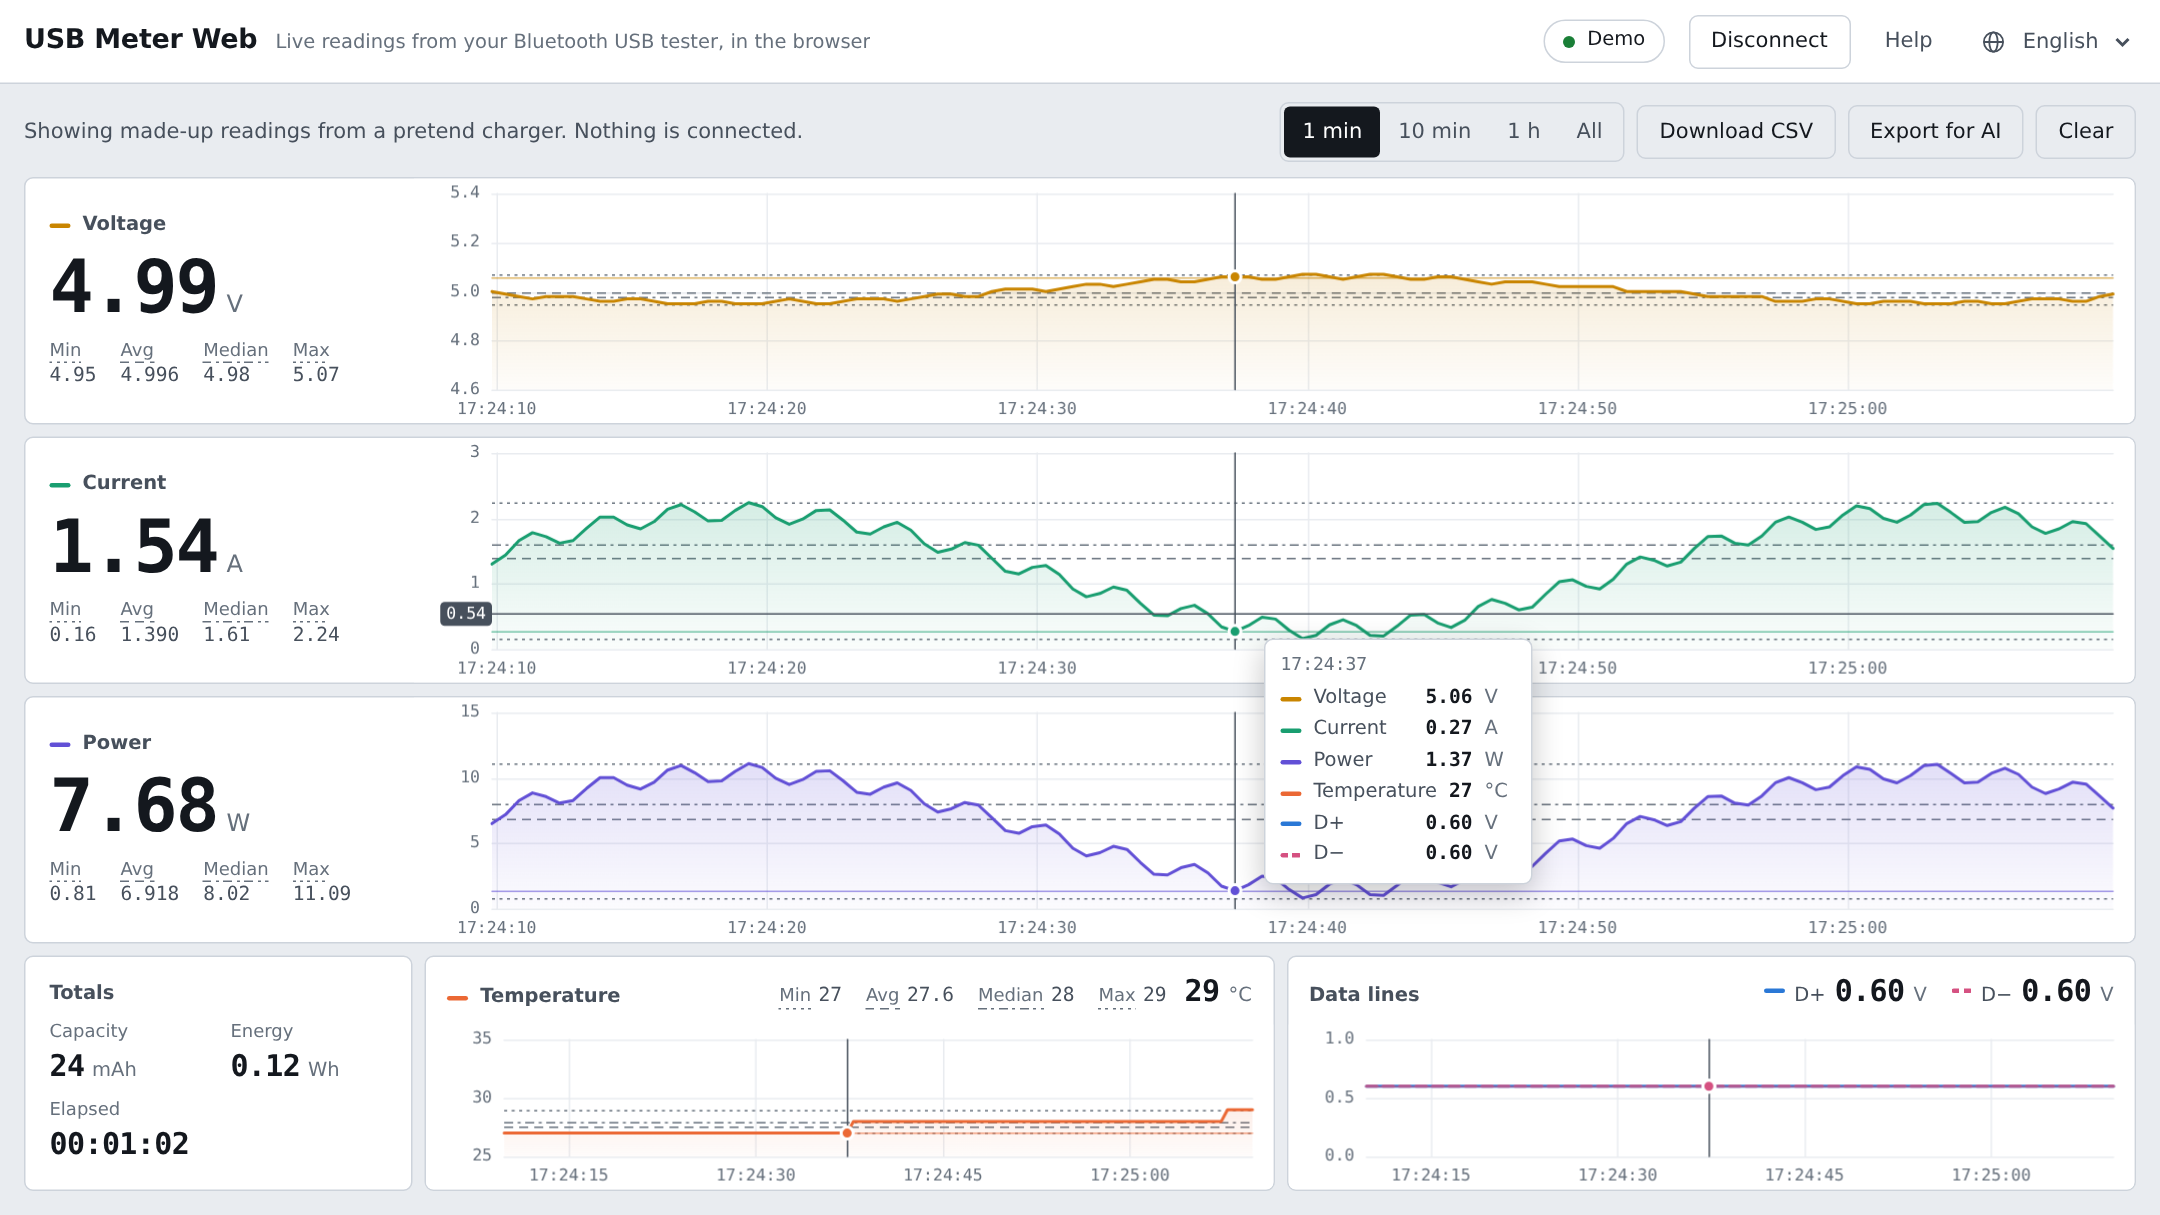 USB Meter Web Live readings from your Bluetooth USB tester, in the browser Demo Disconnect Help English
Showing made-up readings from a pretend charger. Nothing is connected. 1 min 10 min 1 h All Download CSV Export for AI Clear
Voltage
4.99 V
Min Avg Median Max
4.95 4.996 4.98 5.07
5.4
5.2
5.0
4.8
4.6
17:24:10 17:24:20 17:24:30 17:24:40 17:24:50 17:25:00
Current
1.54 A
Min Avg Median Max
0.16 1.390 1.61 2.24
3
2
1
0.54
0
17:24:10 17:24:20 17:24:30 17:24:50 17:25:00
Power
7.68 W
Min Avg Median Max
0.81 6.918 8.02 11.09
15
10
5
0
17:24:10 17:24:20 17:24:30 17:24:40 17:24:50 17:25:00
17:24:37
Voltage 5.06 V
Current 0.27 A
Power 1.37 W
Temperature 27 °C
D+ 0.60 V
D− 0.60 V
Totals
Capacity Energy
24 mAh 0.12 Wh
Elapsed
00:01:02
Temperature Min 27 Avg 27.6 Median 28 Max 29 29 °C
35
30
25
17:24:15 17:24:30 17:24:45 17:25:00
Data lines D+ 0.60 V D− 0.60 V
1.0
0.5
0.0
17:24:15 17:24:30 17:24:45 17:25:00